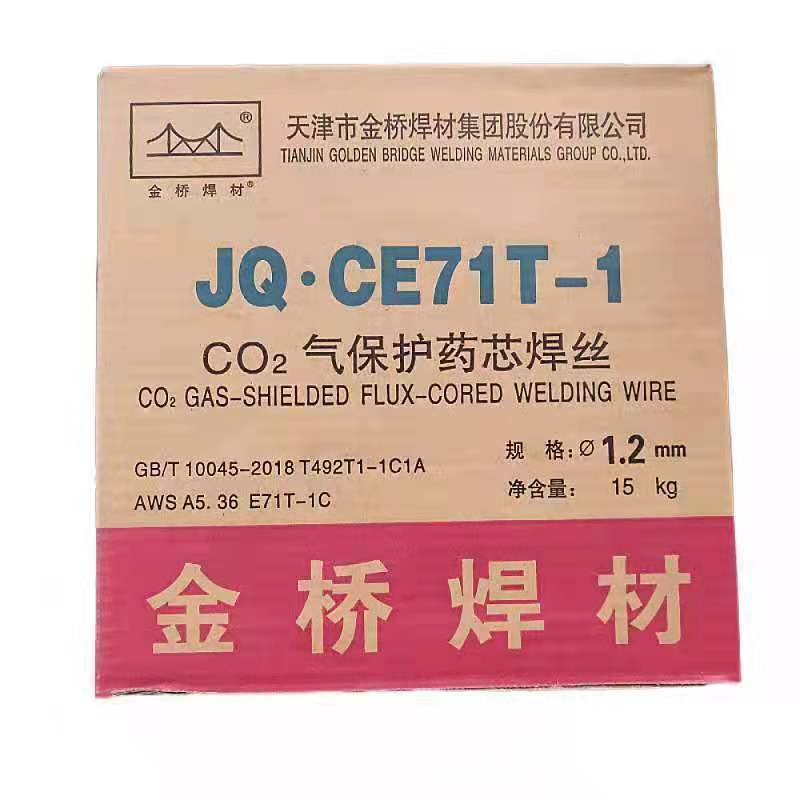 ®
金桥焊材®
天津市金桥焊材集团股份有限公司
TIANJIN GOLDEN BRIDGE WELDING MATERIALS GROUP CO.,LTD.
JQ·CE71T-1
CO₂ 气保护药芯焊丝
CO₂ GAS-SHIELDED FLUX-CORED WELDING WIRE
GB/T 10045-2018 T492T1-1C1A
AWS A5. 36 E71T-1C
规 格: Ø 1.2 mm
净含量: 15 kg
金桥焊材